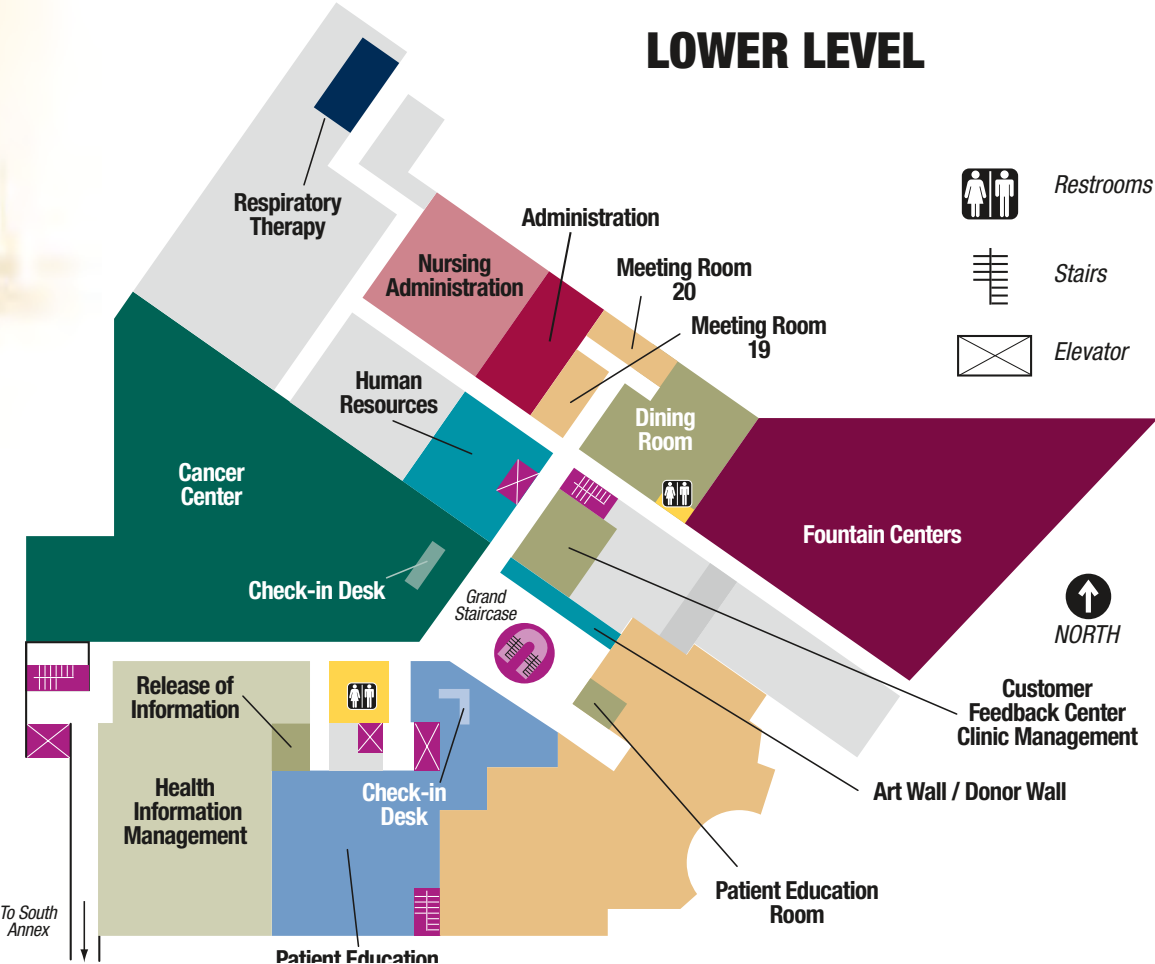 LOWER LEVEL
Restrooms
Stairs
Elevator
Respiratory
Therapy
Administration
Nursing
Administration
Meeting Room
20
Meeting Room
19
Human
Resources
Dining
Room
Cancer
Center
Fountain Centers
Check-in Desk
Grand
Staircase
NORTH
Release of
Information
Customer
Feedback Center
Clinic Management
Health
Information
Management
Check-in
Desk
Art Wall / Donor Wall
Patient Education
Room
To South
Annex
Patient Education